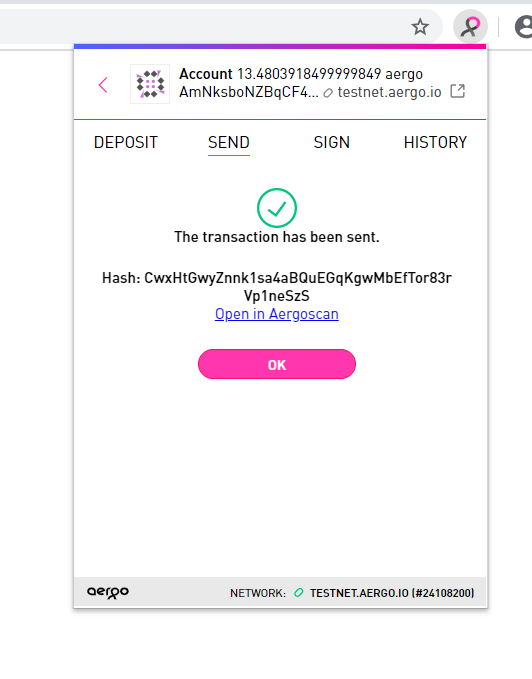 Account 13.4803918499999849 aergo
AmNksboNZBqCF4... testnet.aergo.io
DEPOSIT SEND SIGN HISTORY
The transaction has been sent.
Hash: CwxHtGwyZnnk1sa4aBQuEGqKgwMbEfTor83r
Vp1neSzS
Open in Aergoscan
OK
aergo NETWORK: TESTNET.AERGO.IO (#24108200)